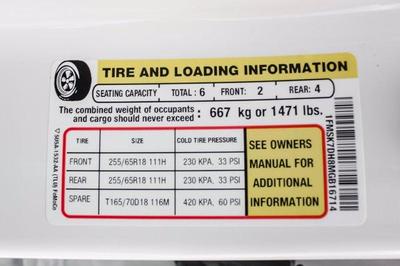 TIRE AND LOADING INFORMATION
SEATING CAPACITY TOTAL : 6 FRONT: 2 REAR: 4
The combined weight of occupants and cargo should never exceed : 667 kg or 1471 lbs.
TIRE SIZE COLD TIRE PRESSURE
FRONT 255/65R18 111H 230 KPA, 33 PSI
REAR 255/65R18 111H 230 KPA, 33 PSI
SPARE T165/70D18 116M 420 KPA, 60 PSI
SEE OWNERS
MANUAL FOR
ADDITIONAL
INFORMATION
1FMSK7DH8MGB16714